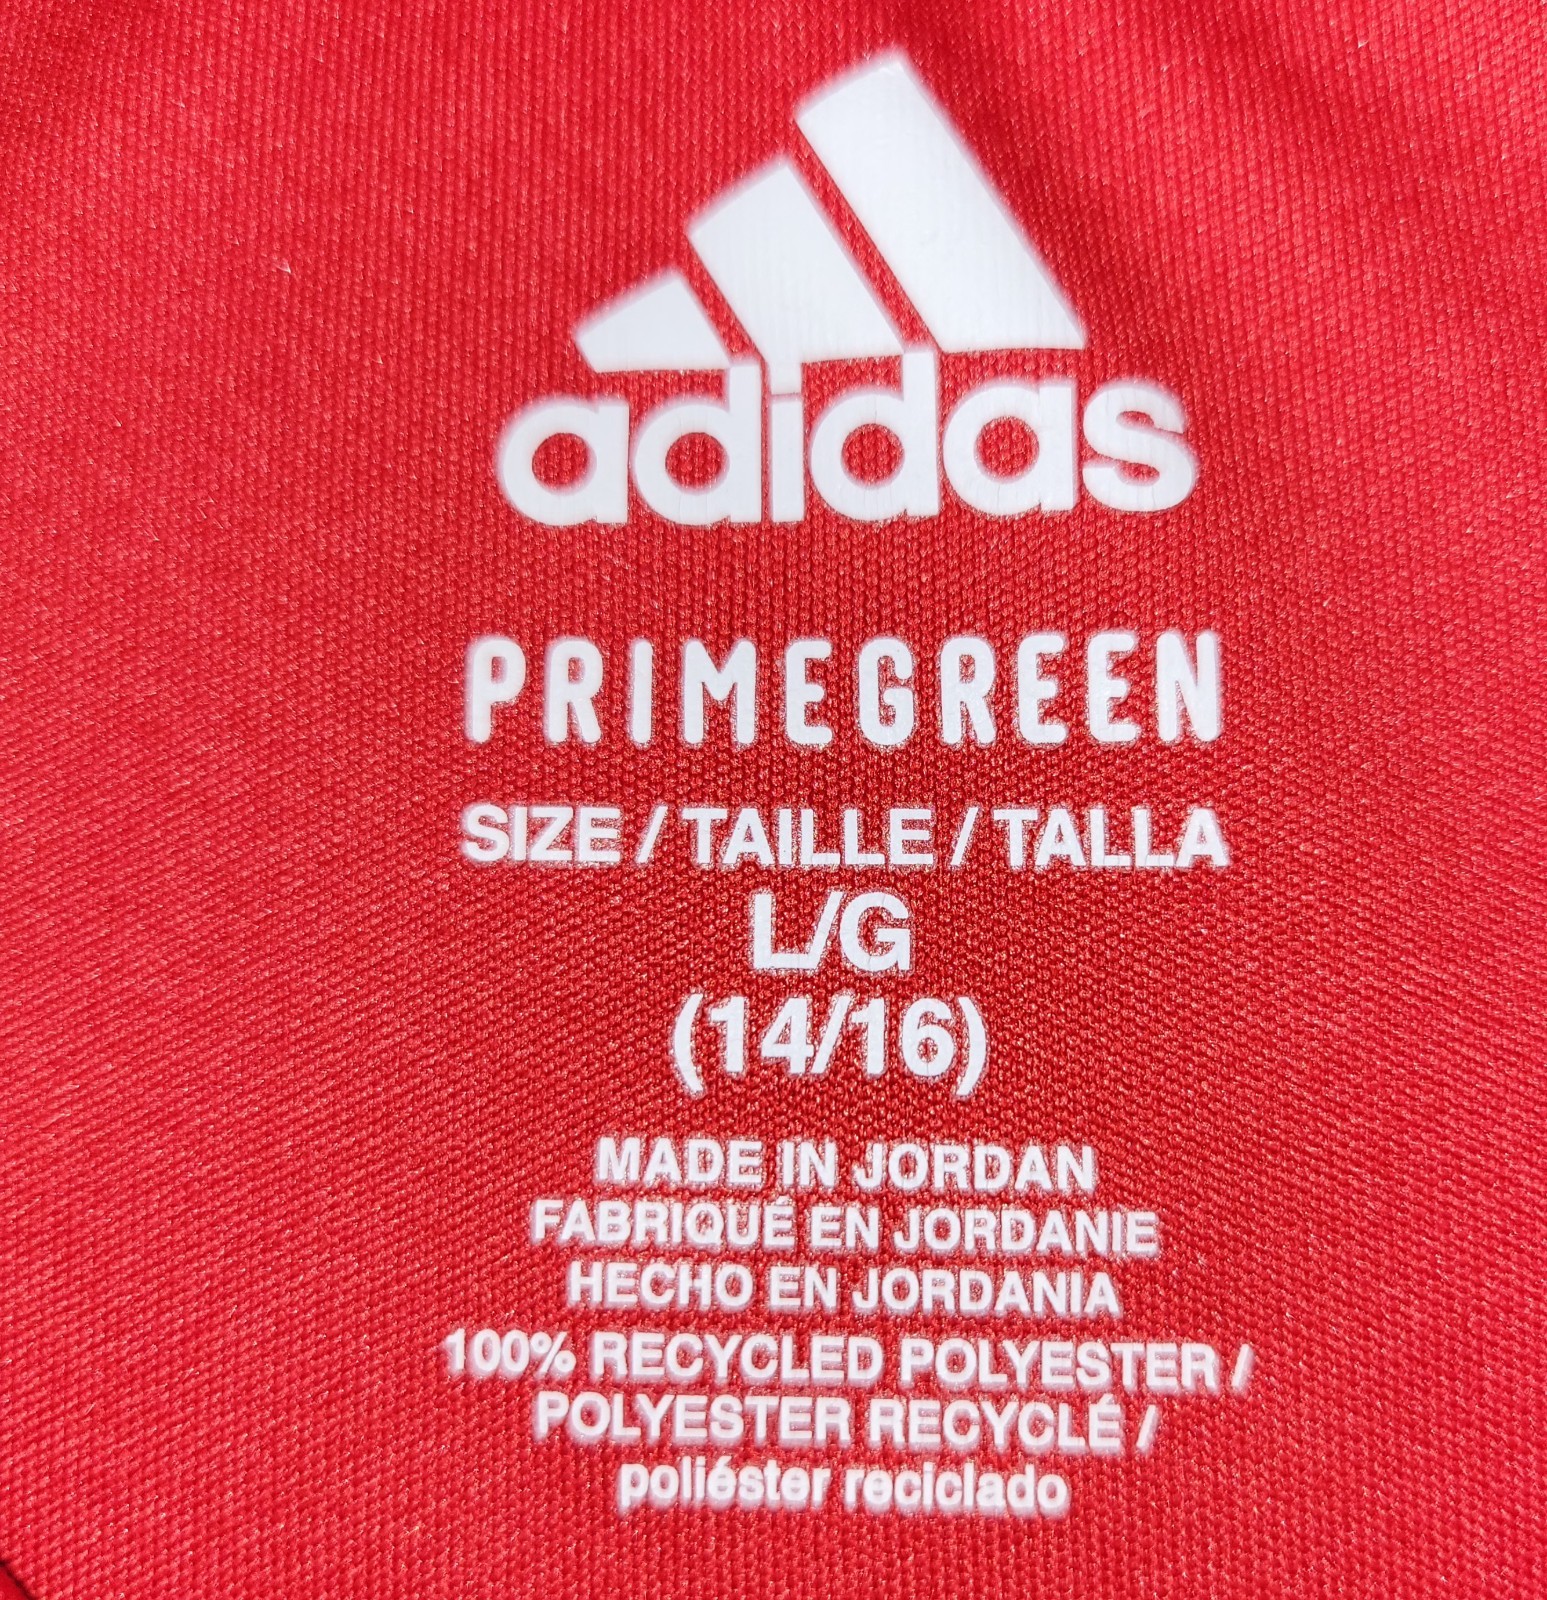 adidas
PRIMEGREEN
SIZE / TAILLE / TALLA
L/G
(14/16)
MADE IN JORDAN
FABRIQUÉ EN JORDANIE
HECHO EN JORDANIA
100% RECYCLED POLYESTER /
POLYESTER RECYCLÉ /
poliéster reciclado